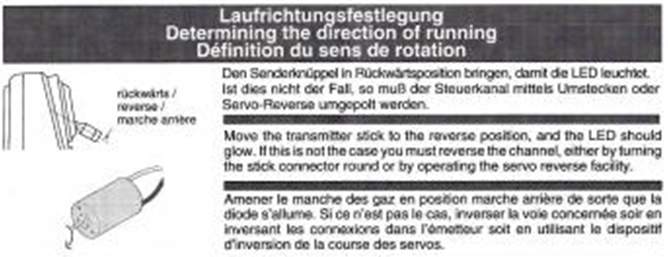 Laufrichtungsfestlegung
Determining the direction of running
Définition du sens de rotation
rückwärts /
reverse /
marche arrière
Den Senderknüppel in Rückwärtsposition bringen, damit die LED leuchtet.
Ist dies nicht der Fall, so muß der Steuerkanal mittels Umstecken oder
Servo-Reverse umgepolt werden.
Move the transmitter stick to the reverse position, and the LED should
glow. If this is not the case you must reverse the channel, either by turning
the stick connector round or by operating the servo reverse facility.
Amener le manche des gaz en position marche arrière de sorte que la
diode s'allume. Si ce n'est pas le cas, inverser la voie concernée soit en
inversant les connexions dans l'émetteur soit en utilisant le dispositif
d'inversion de la course des servos.